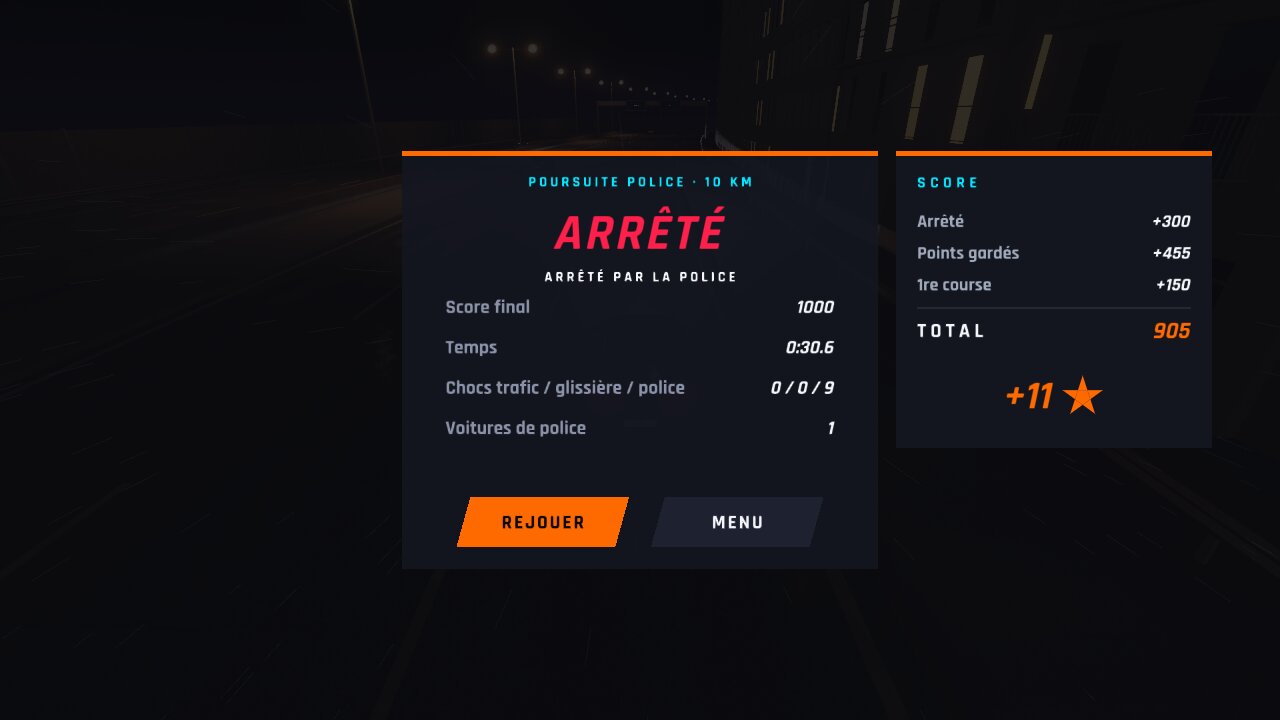 POURSUITE POLICE · 10 KM
ARRÊTÉ
ARRÊTÉ PAR LA POLICE
Score final 1000
Temps 0:30.6
Chocs trafic / glissière / police 0 / 0 / 9
Voitures de police 1
REJOUER MENU
SCORE
Arrêté +300
Points gardés +455
1re course +150
TOTAL 905
+11 ★